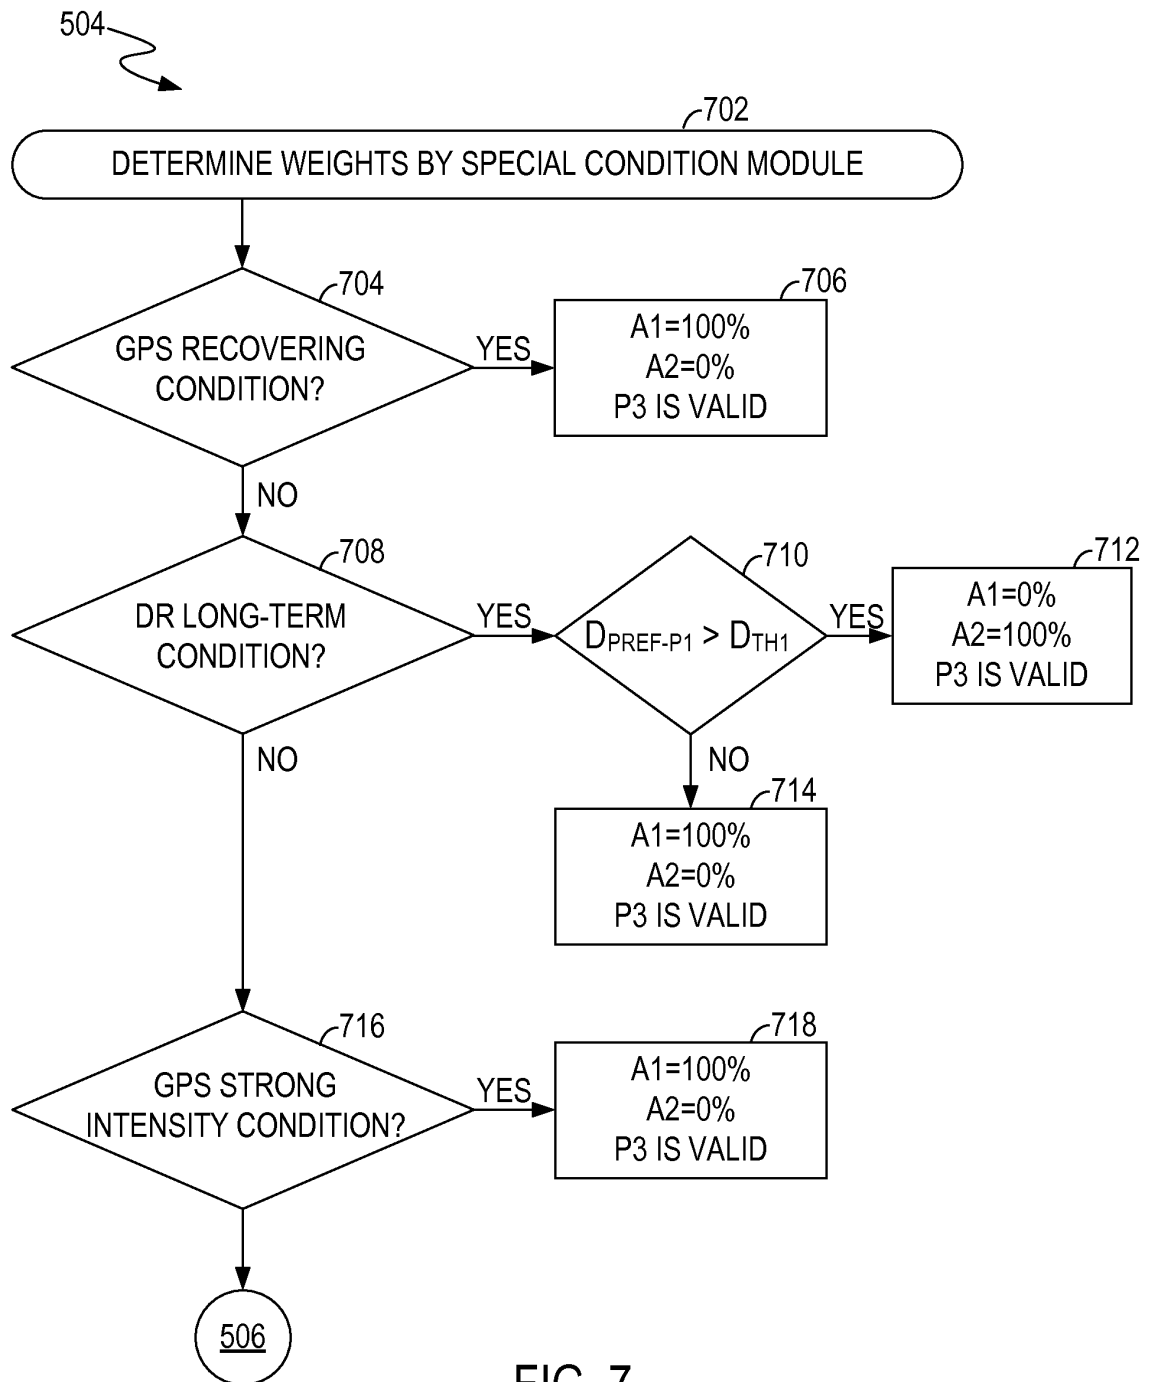 504
702
DETERMINE WEIGHTS BY SPECIAL CONDITION MODULE
704
GPS RECOVERING
CONDITION?
YES
706
A1=100%
A2=0%
P3 IS VALID
NO
708
DR LONG-TERM
CONDITION?
YES
710
DPREF-P1 > DTH1
YES
712
A1=0%
A2=100%
P3 IS VALID
NO
NO
714
A1=100%
A2=0%
P3 IS VALID
716
GPS STRONG
INTENSITY CONDITION?
YES
718
A1=100%
A2=0%
P3 IS VALID
506
FIG. 7